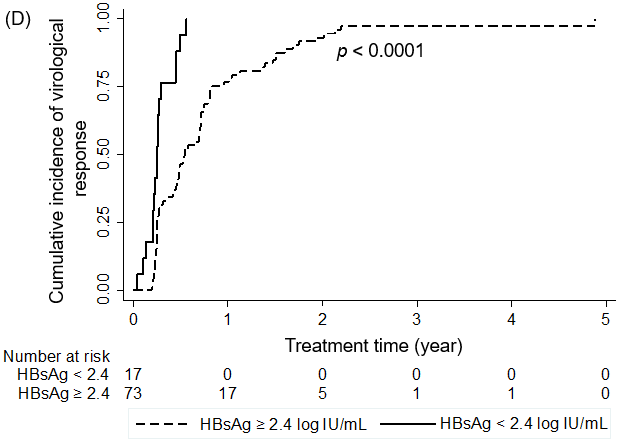 (D)
Cumulative incidence of virological
response
1.00
0.75
0.50
0.25
0.00
p < 0.0001
0 1 2 3 4 5
Treatment time (year)
Number at risk
HBsAg < 2.4 17 0 0 0 0 0
HBsAg ≥ 2.4 73 17 5 1 1 0
HBsAg ≥ 2.4 log IU/mL HBsAg < 2.4 log IU/mL